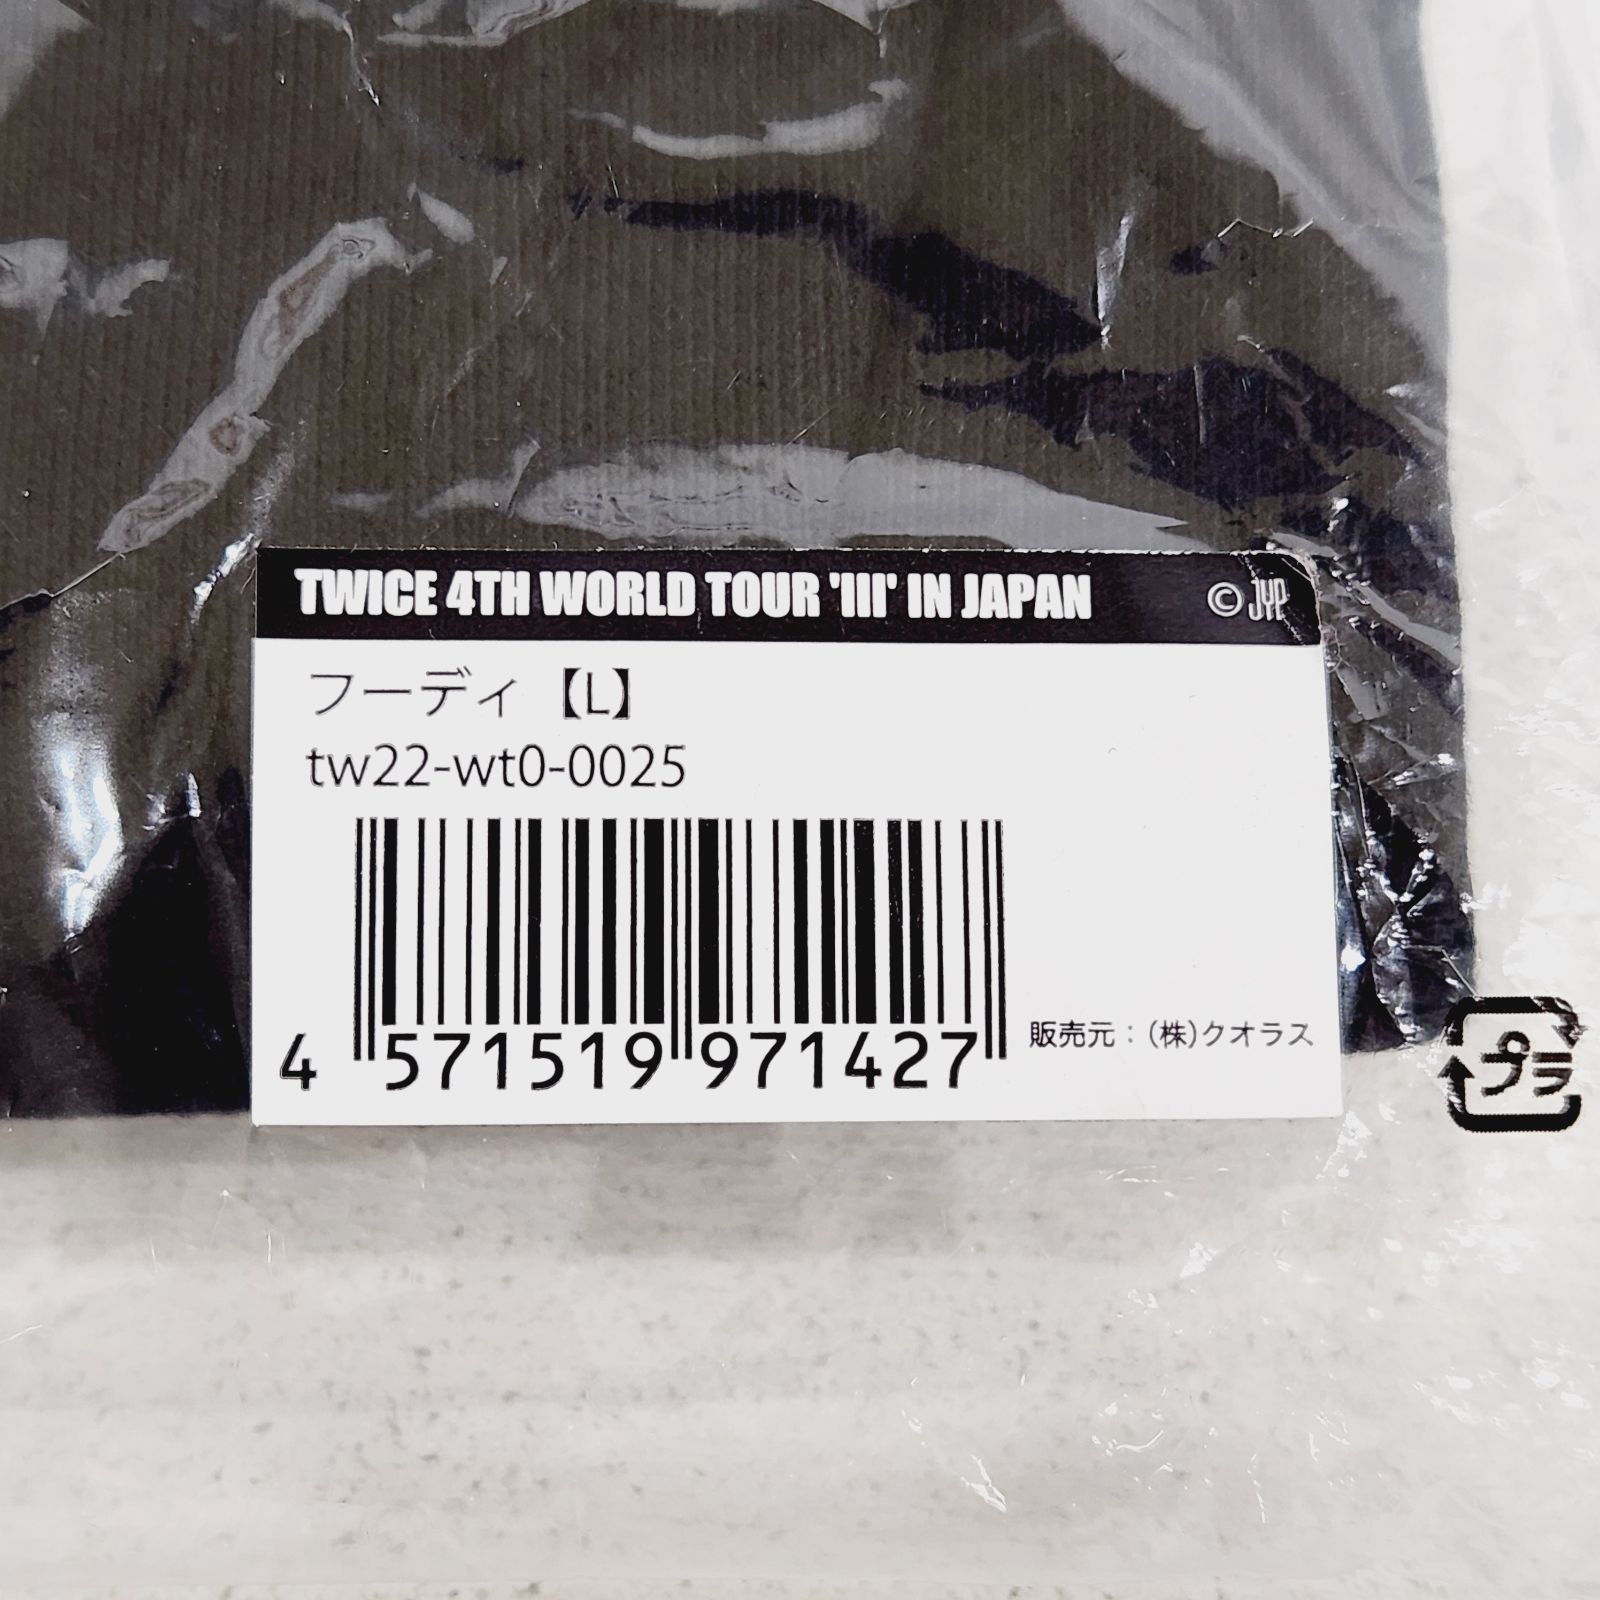 TWICE 4TH WORLD TOUR 'III' IN JAPAN © JYP
フーディ【L】
tw22-wt0-0025
4 571519 971427
販売元：(株)クオラス
プラ